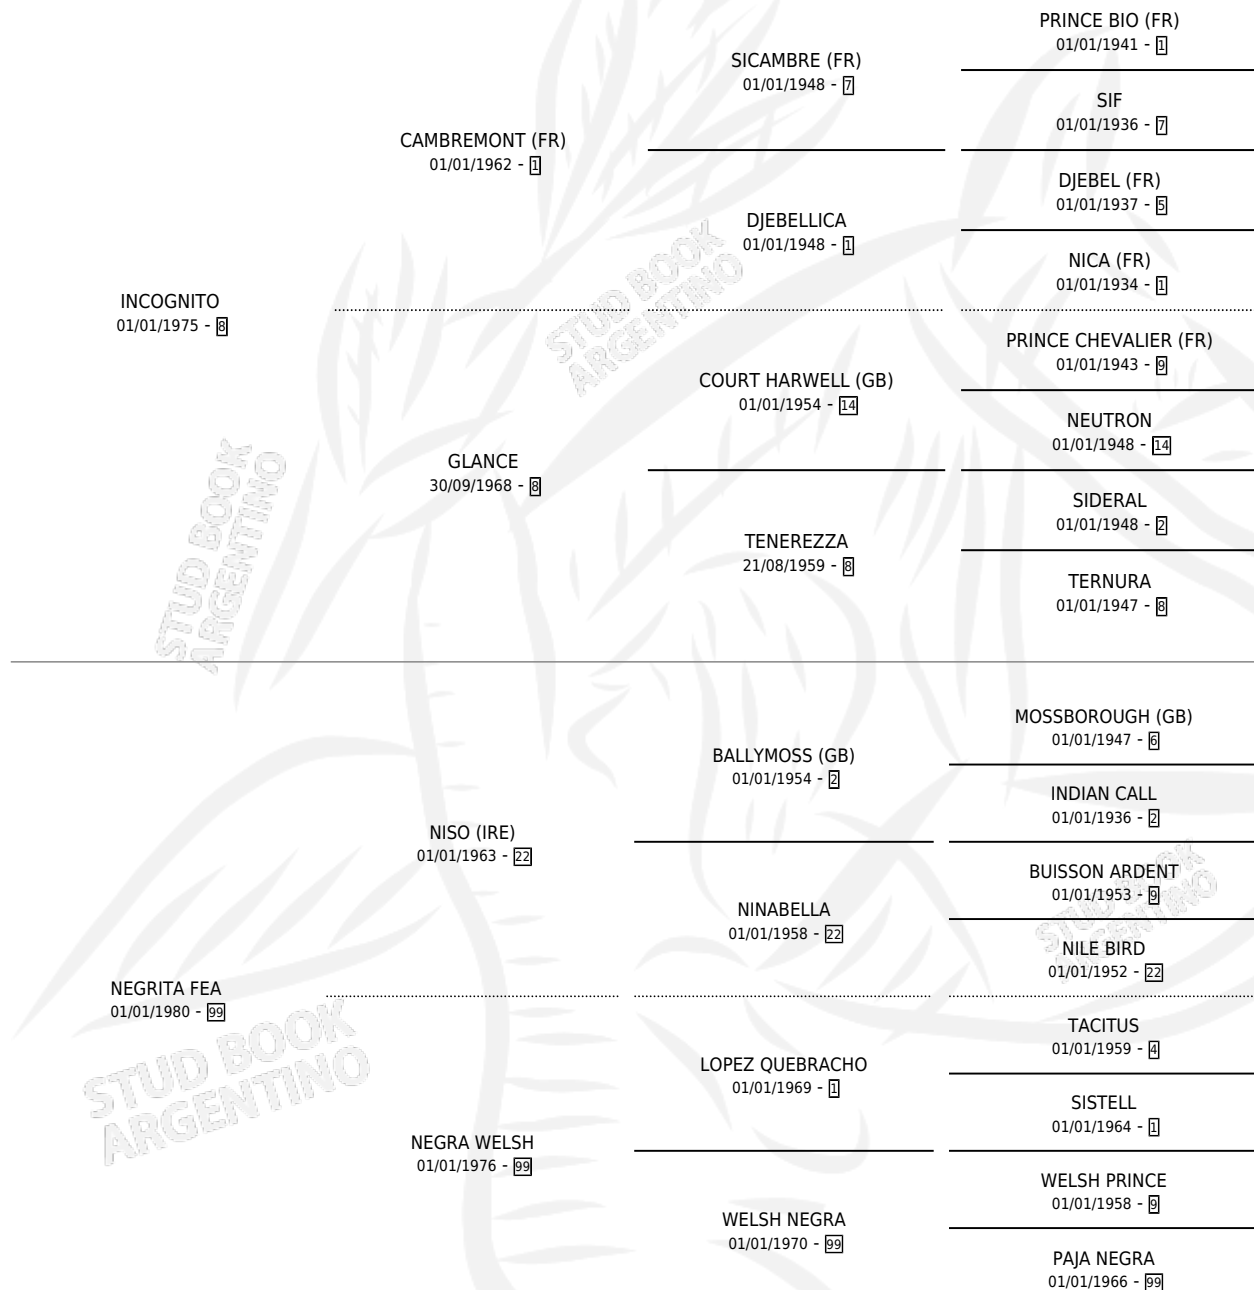 PRINCE BIO (FR)
01/01/1941 - 1
SICAMBRE (FR)
01/01/1948 - 7
SIF
01/01/1936 - 7
CAMBREMONT (FR)
01/01/1962 - 1
DJEBEL (FR)
01/01/1937 - 5
DJEBELLICA
01/01/1948 - 1
NICA (FR)
01/01/1934 - 1
INCOGNITO
01/01/1975 - 8
PRINCE CHEVALIER (FR)
01/01/1943 - 9
COURT HARWELL (GB)
01/01/1954 - 14
NEUTRON
01/01/1948 - 14
GLANCE
30/09/1968 - 8
SIDERAL
01/01/1948 - 2
TENEREZZA
21/08/1959 - 8
TERNURA
01/01/1947 - 8
MOSSBOROUGH (GB)
01/01/1947 - 6
BALLYMOSS (GB)
01/01/1954 - 2
INDIAN CALL
01/01/1936 - 2
NISO (IRE)
01/01/1963 - 22
BUISSON ARDENT
01/01/1953 - 9
NINABELLA
01/01/1958 - 22
NILE BIRD
01/01/1952 - 22
NEGRITA FEA
01/01/1980 - 99
TACITUS
01/01/1959 - 4
LOPEZ QUEBRACHO
01/01/1969 - 1
SISTELL
01/01/1964 - 1
NEGRA WELSH
01/01/1976 - 99
WELSH PRINCE
01/01/1958 - 9
WELSH NEGRA
01/01/1970 - 99
PAJA NEGRA
01/01/1966 - 99
STUD BOOK
ARGENTINO
STUD BOOK
ARGENTINO
STUD BOOK
ARGENTINO
STUD BOOK
ARGENTINO